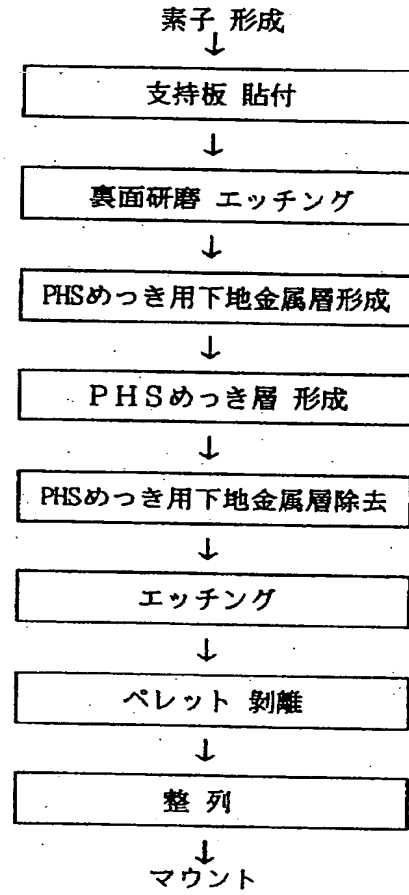 素子 形成
↓
支持板 貼付
↓
裏面研磨 エッチング
↓
PHSめっき用下地金属層形成
↓
PHSめっき層 形成
↓
PHSめっき用下地金属層除去
↓
エッチング
↓
ペレット 剝離
↓
整 列
↓
マウント